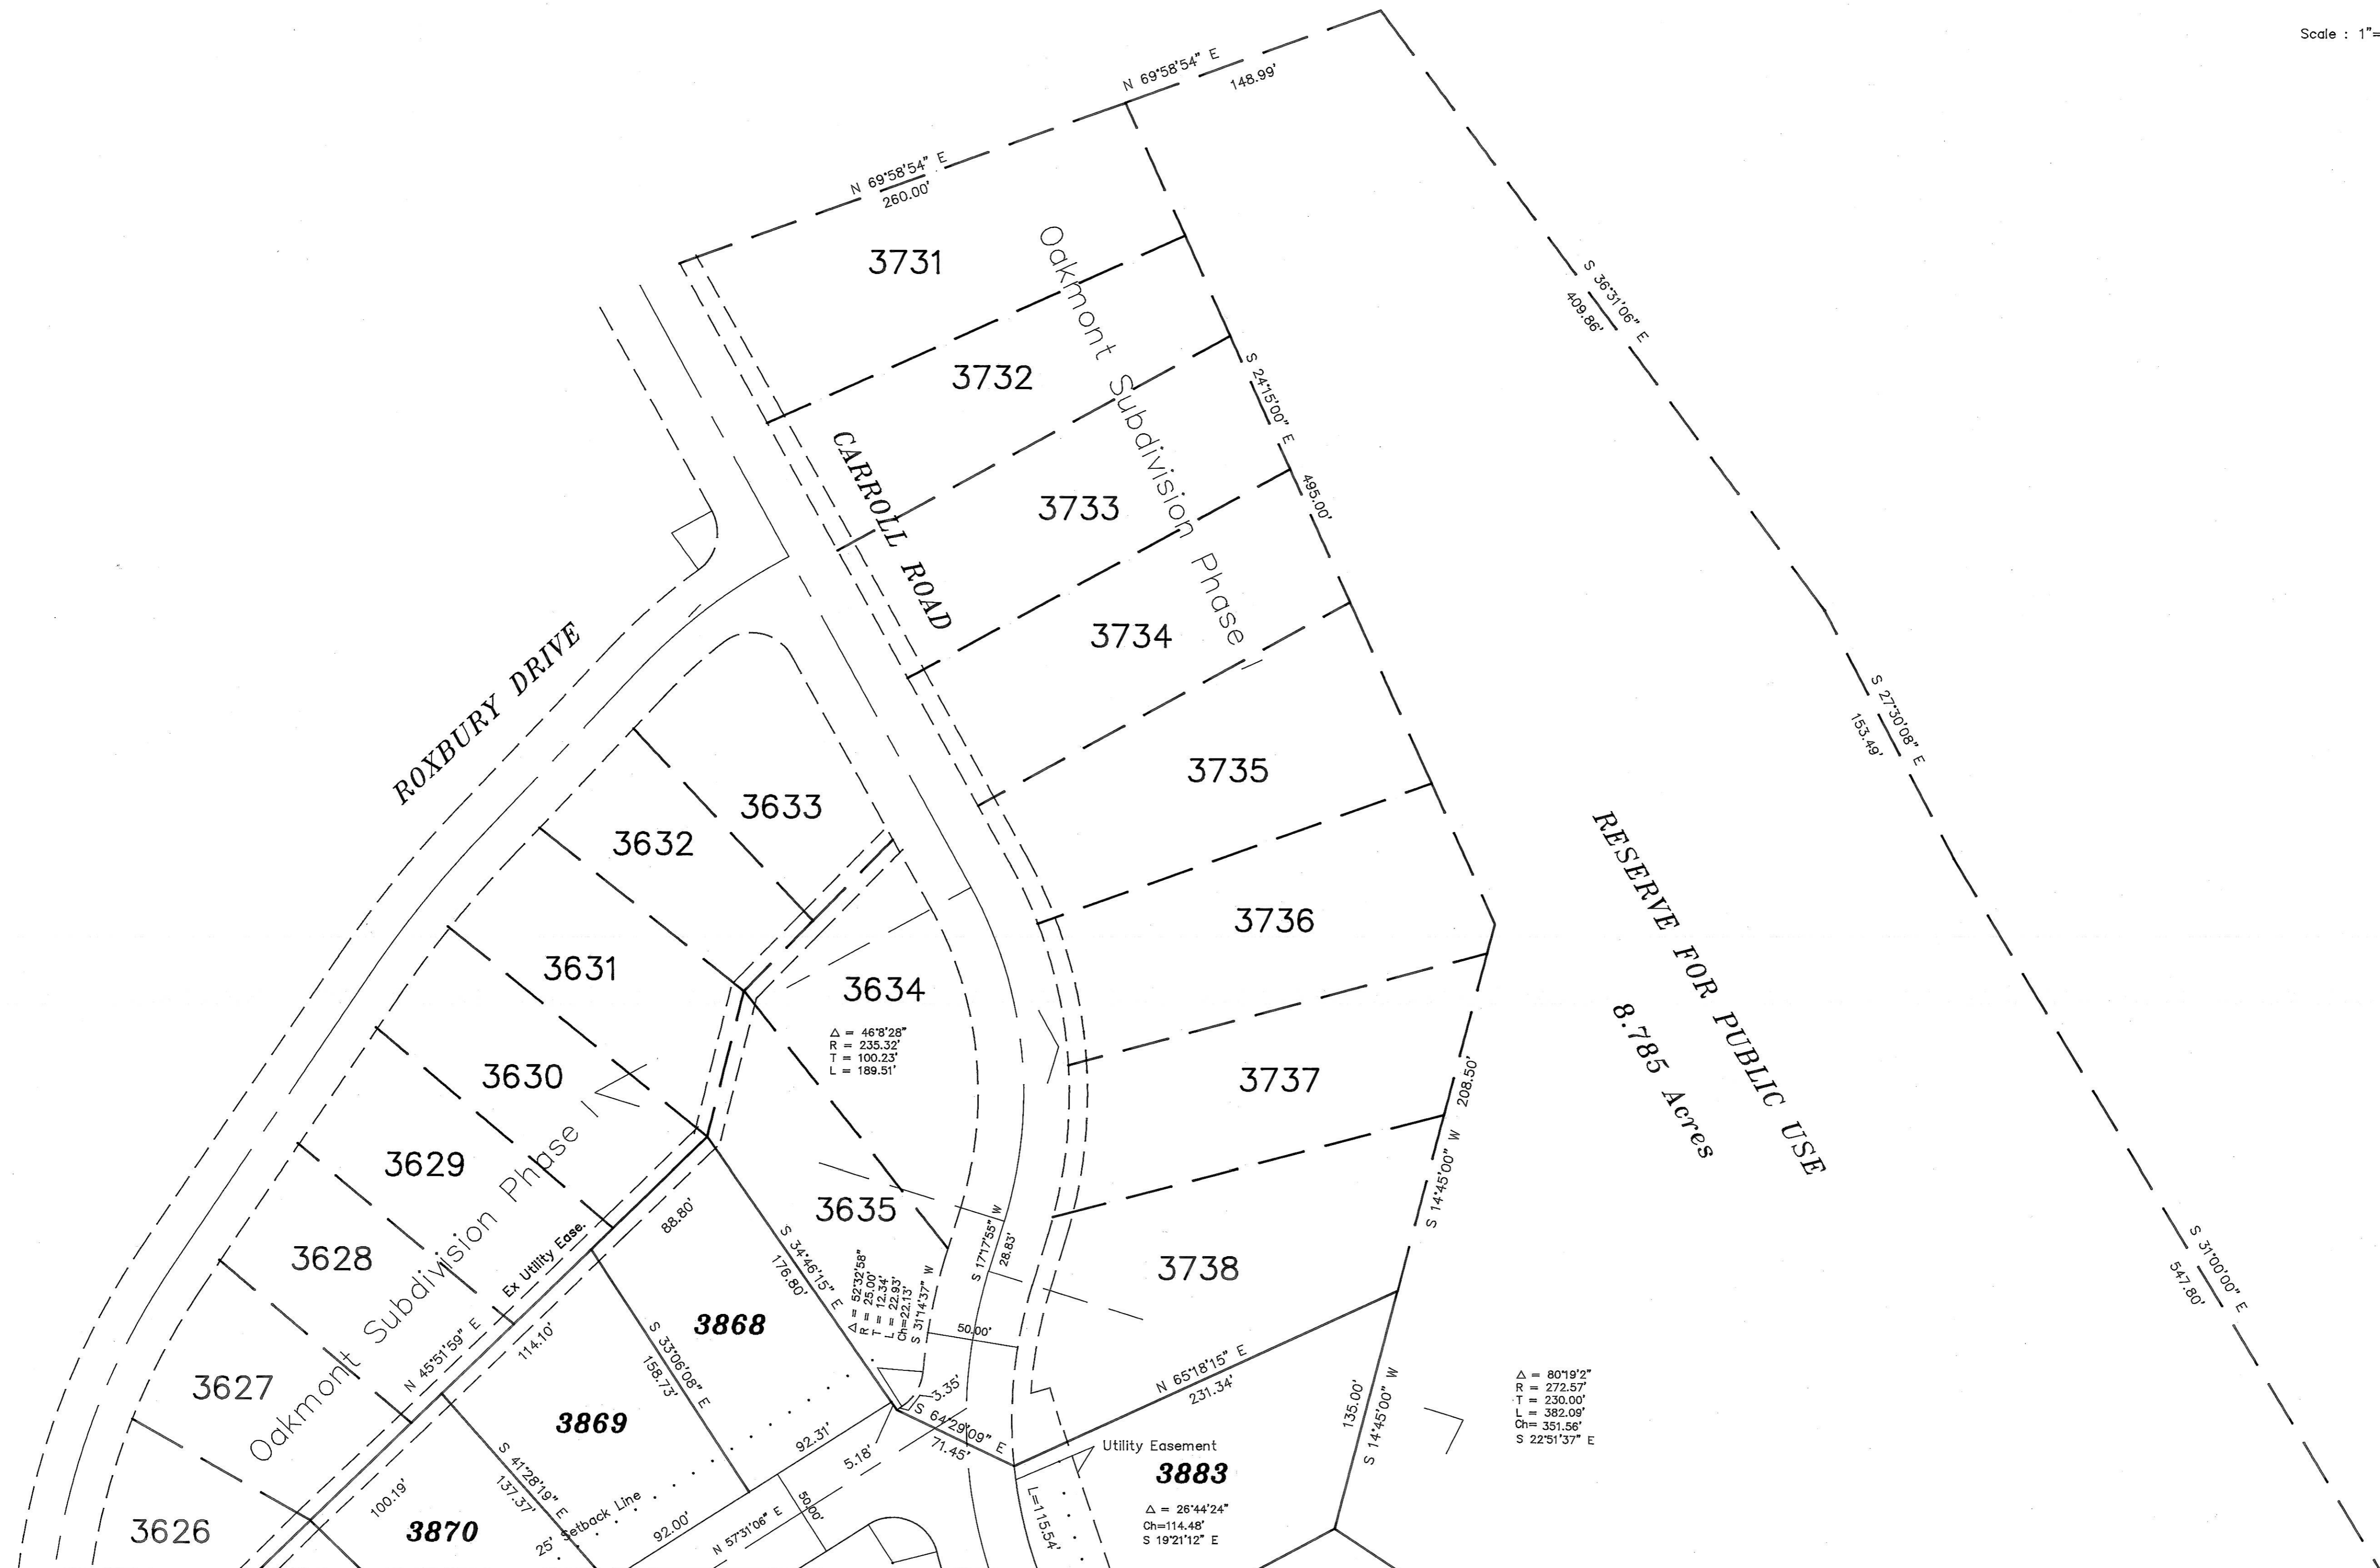 Scale : 1"=
N 69°58'54" E
148.99'
N 69°58'54" E
260.00'
3731
Oakmont Subdivision Phase I
S 36°31'06" E
409.86'
3732
S 24°15'00" E
495.00'
CARROLL ROAD
3733
3734
ROXBURY DRIVE
S 27°30'08" E
153.49'
3735
3633
3632
RESERVE FOR PUBLIC USE
8.785 Acres
3736
3631
3634
Δ = 46°8'28"
R = 235.32'
T = 100.23'
L = 189.51'
3630
3737
208.50'
S 14°45'00" W
3629
Oakmont Subdivision Phase I
88.80'
3635
S 34°46'15" E
176.80'
S 17°17'55" W
28.83'
3628
Ex Utility Ease.
3738
S 31°00'00" E
547.80'
Δ = 52°32'58"
R = 25.00'
T = 12.34'
L = 22.93'
Ch=22.13'
S 31°14'37" W
3868
50.00'
N 45°51'59" E
114.10'
S 33°06'08" E
158.73'
N 65°18'15" E
231.34'
3627
3.35'
S 64°29'09" E
71.45'
135.00'
S 14°45'00" W
Δ = 80°19'2"
R = 272.57'
T = 230.00'
L = 382.09'
Ch= 351.56'
S 22°51'37" E
3869
92.31'
5.18'
Utility Easement
3883
S 41°28'19" E
137.37'
100.19'
Δ = 26°44'24"
Ch=114.48'
S 19°21'12" E
L=115.54'
3626
3870
25' Setback Line
92.00'
50.00'
N 57°31'06" E